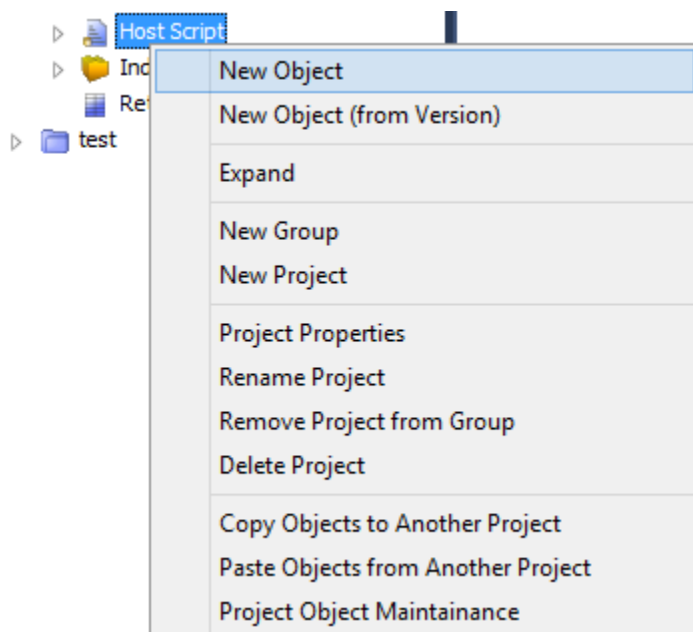 Host Script
New Object
New Object (from Version)
test
Expand
New Group
New Project
Project Properties
Rename Project
Remove Project from Group
Delete Project
Copy Objects to Another Project
Paste Objects from Another Project
Project Object Maintainance